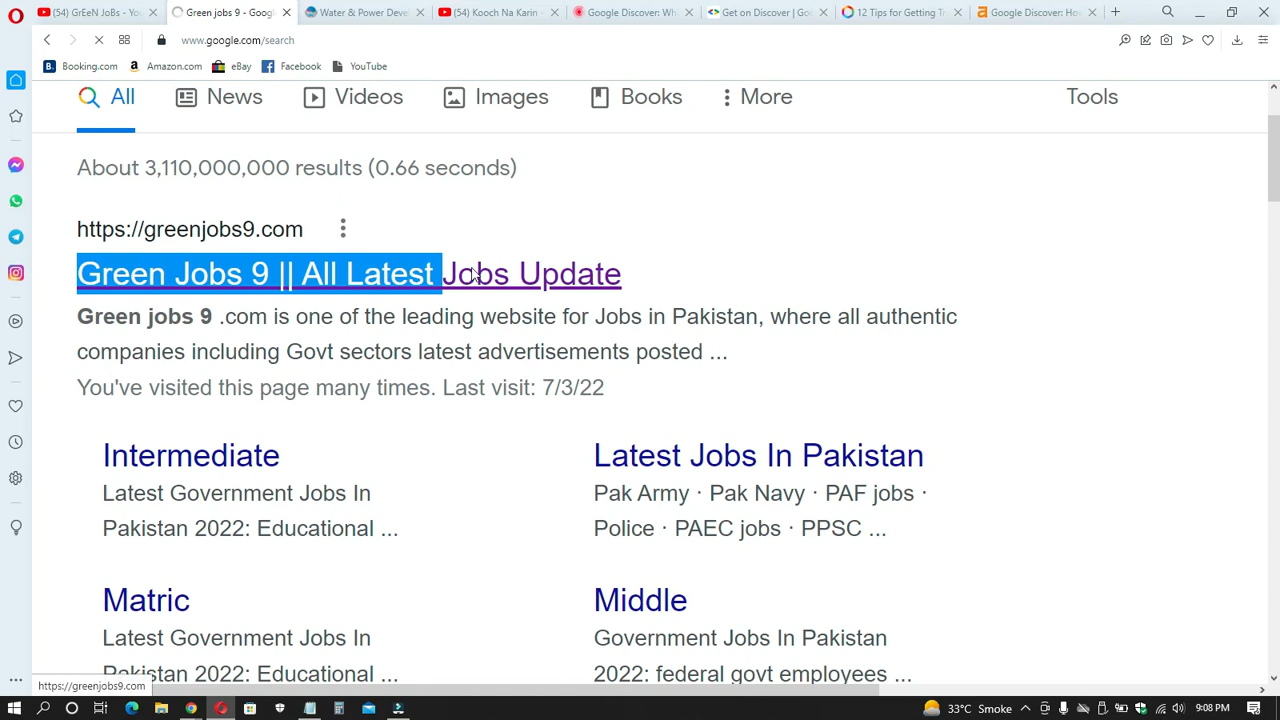 (54) GrEeN JoBs - You
Green jobs 9 - Goog
Water & Power Deve
(54) Kooch Na Karin -
Google Discover: Wh
Get on Discover | Go
12 Tips for Getting Tr
Google Discover: Ho
www.google.com/search
B. Booking.com
a Amazon.com
eBay
Facebook
YouTube
All
News
Videos
Images
Books
More
Tools
About 3,110,000,000 results (0.66 seconds)
https://greenjobs9.com
Green Jobs 9 || All Latest Jobs Update
Green jobs 9 .com is one of the leading website for Jobs in Pakistan, where all authentic
companies including Govt sectors latest advertisements posted ...
You've visited this page many times. Last visit: 7/3/22
Intermediate
Latest Government Jobs In
Pakistan 2022: Educational ...
Latest Jobs In Pakistan
Pak Army · Pak Navy · PAF jobs ·
Police · PAEC jobs · PPSC ...
Matric
Latest Government Jobs In
Pakistan 2022: Educational ...
Middle
Government Jobs In Pakistan
2022: federal govt employees ...
https://greenjobs9.com
33°C Smoke
9:08 PM